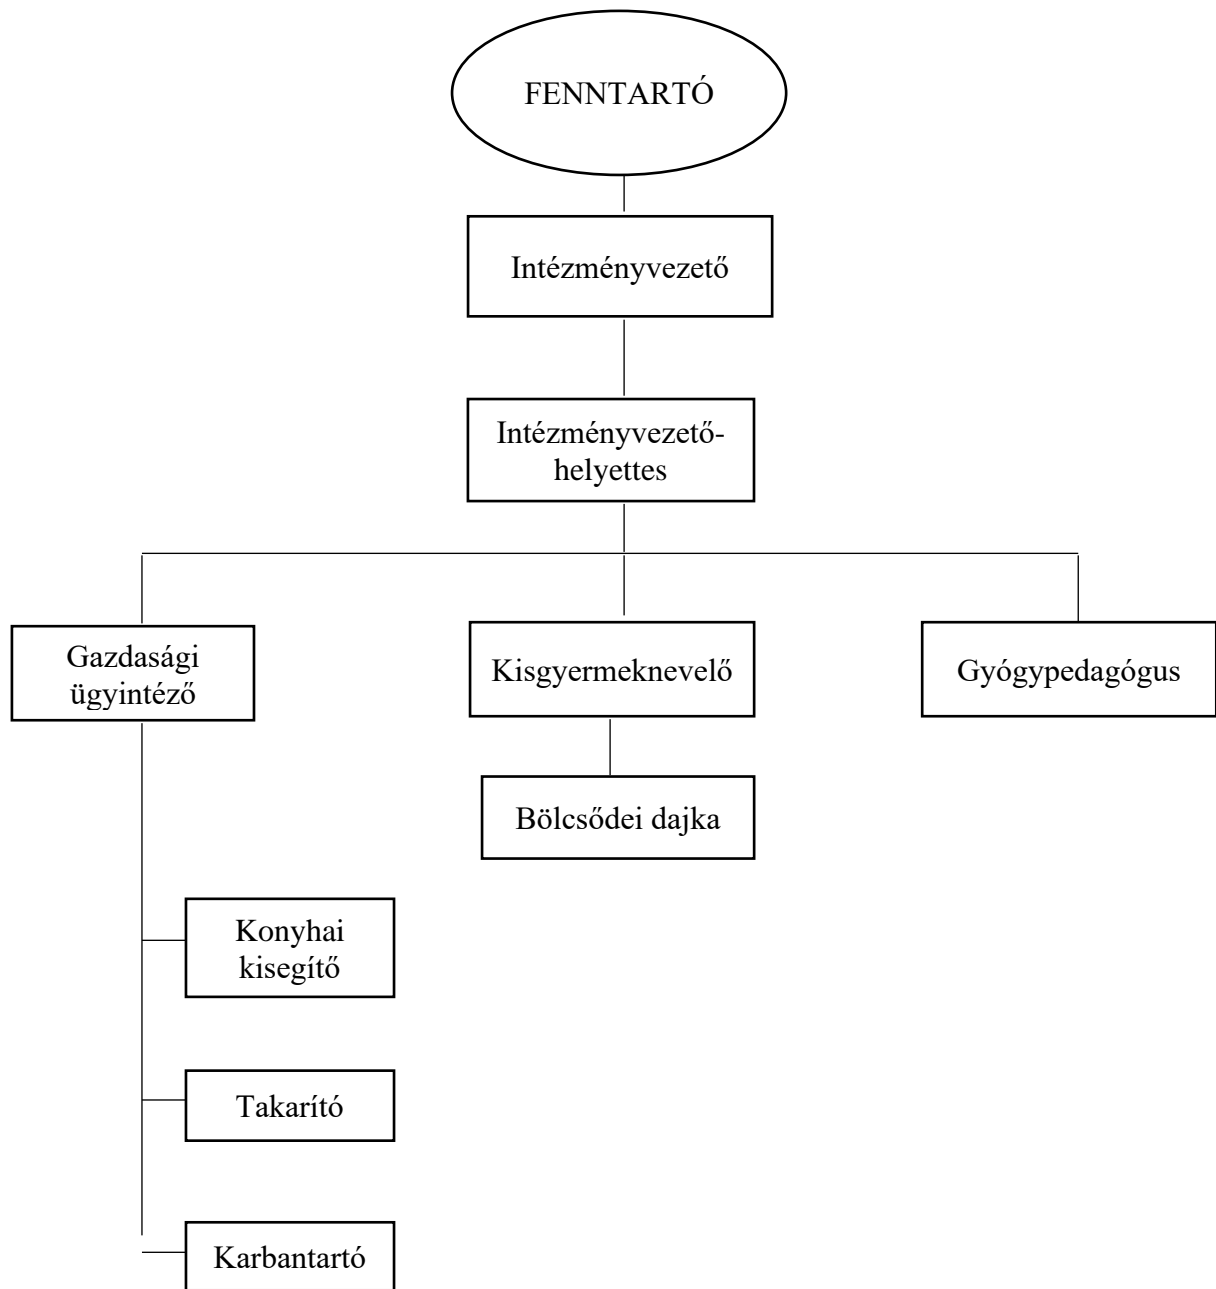 FENNTARTÓ
Intézményvezető
Intézményvezető-
helyettes
Gazdasági
ügyintéző
Kisgyermeknevelő
Gyógypedagógus
Bölcsődei dajka
Konyhai
kisegítő
Takarító
Karbantartó